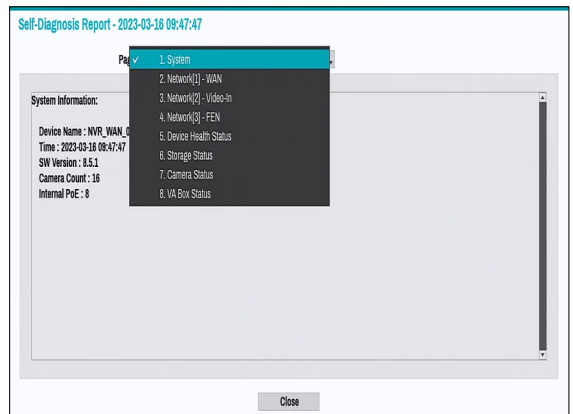 Self-Diagnosis Report - 2023-03-16 09:47:47
✓ 1. System
2. Network[1] - WAN
3. Network[2] - Video-In
4. Network[3] - FEN
5. Device Health Status
6. Storage Status
7. Camera Status
8. VA Box Status
System Information:
Device Name : NVR_WAN_0
Time : 2023-03-16 09:47:47
SW Version : 8.5.1
Camera Count : 16
Internal PoE : 8
Close